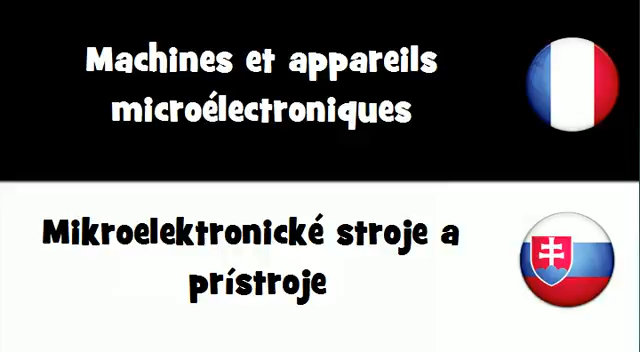 Machines et appareils
microélectroniques
Mikroelektronické stroje a
prístroje